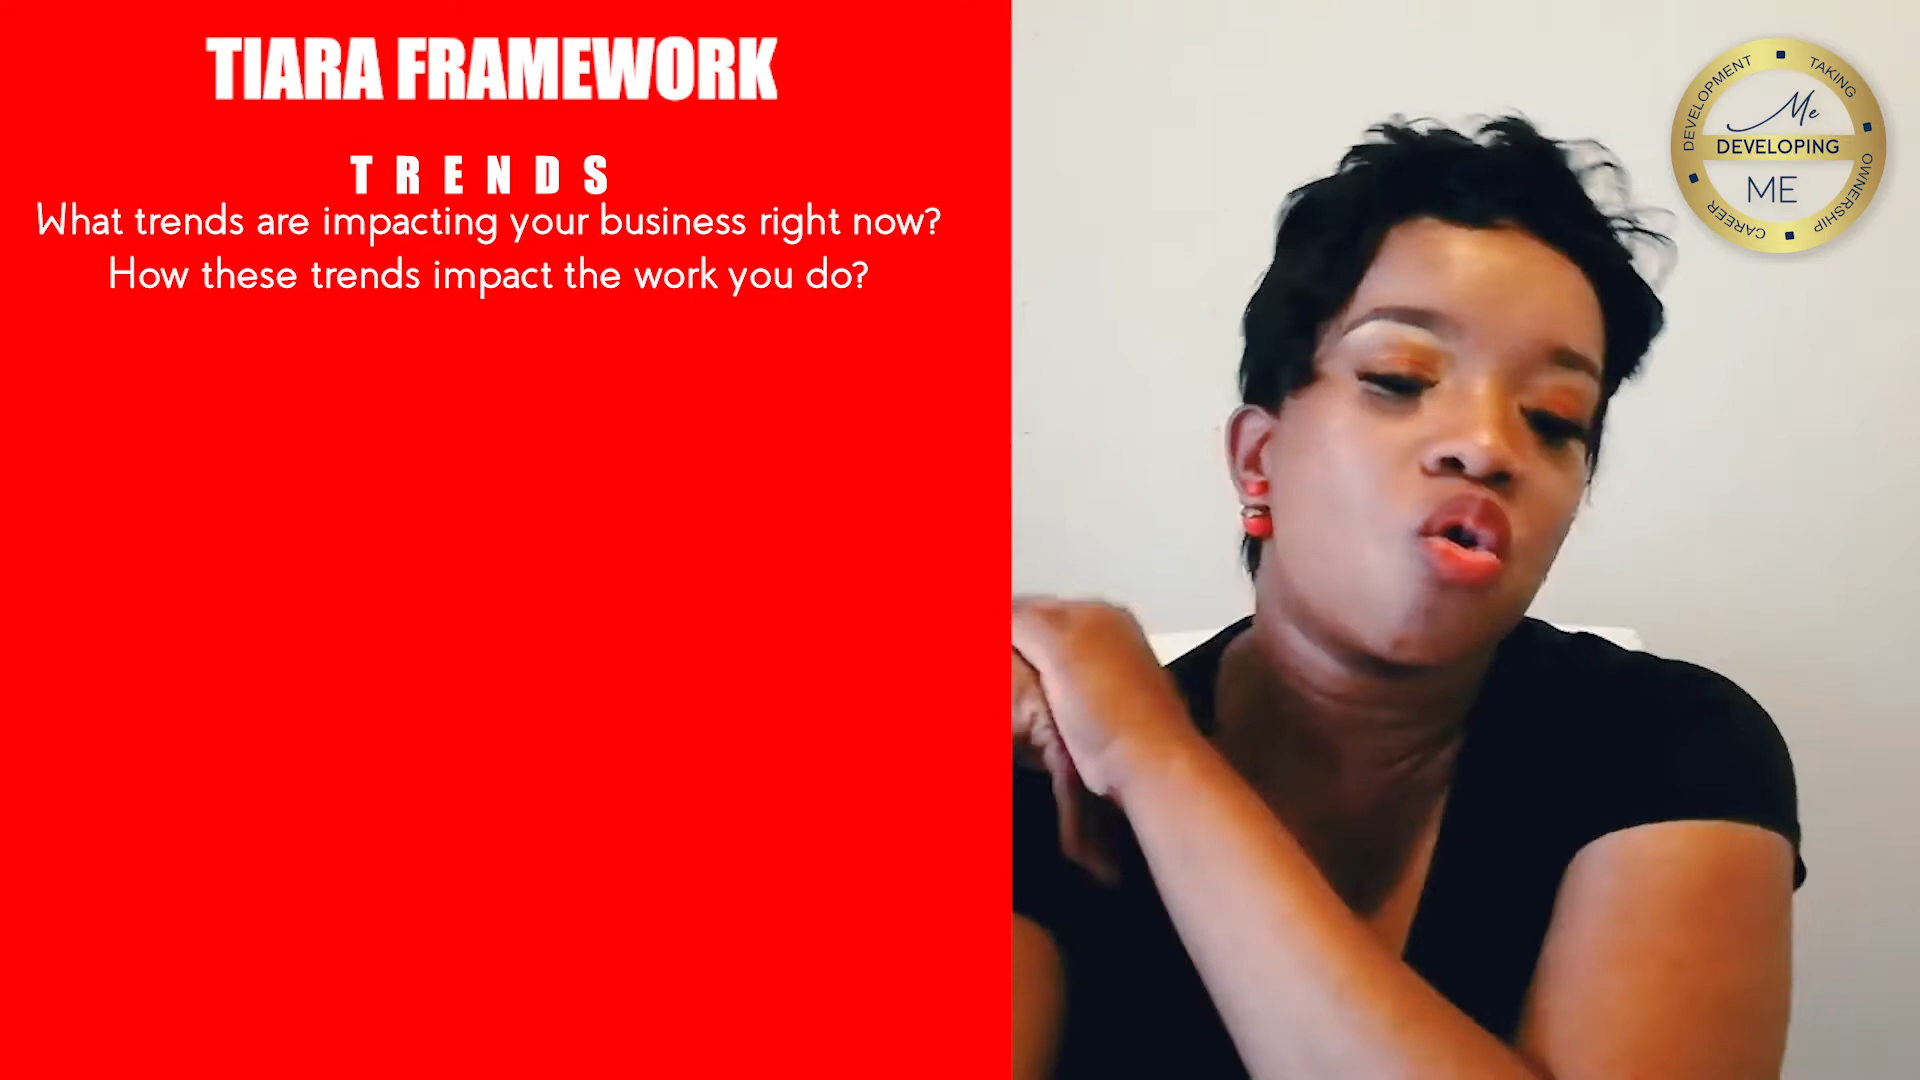 TIARA FRAMEWORK
TRENDS
What trends are impacting your business right now?
How these trends impact the work you do?
Me
DEVELOPING
ME
DEVELOPMENT
TAKING
OWNERSHIP
CAREER